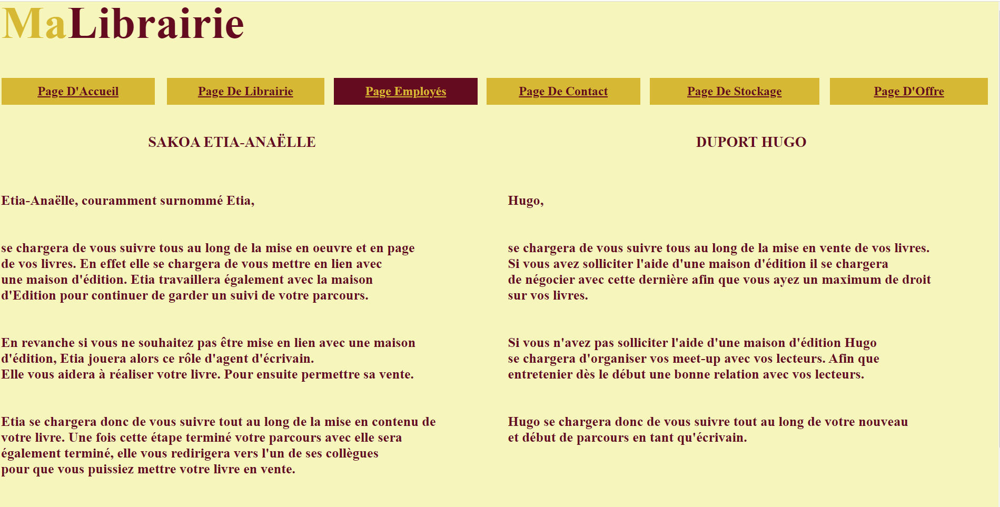 MaLibrairie
Page D'Accueil
Page De Librairie
Page Employés
Page De Contact
Page De Stockage
Page D'Offre
SAKOA ETIA-ANAËLLE
Etia-Anaëlle, couramment surnommé Etia,
se chargera de vous suivre tous au long de la mise en oeuvre et en page
de vos livres. En effet elle se chargera de vous mettre en lien avec
une maison d'édition. Etia travaillera également avec la maison
d'Edition pour continuer de garder un suivi de votre parcours.
En revanche si vous ne souhaitez pas être mise en lien avec une maison
d'édition, Etia jouera alors ce rôle d'agent d'écrivain.
Elle vous aidera à réaliser votre livre. Pour ensuite permettre sa vente.
Etia se chargera donc de vous suivre tout au long de la mise en contenu de
votre livre. Une fois cette étape terminé votre parcours avec elle sera
également terminé, elle vous redirigera vers l'un de ses collègues
pour que vous puissiez mettre votre livre en vente.
DUPORT HUGO
Hugo,
se chargera de vous suivre tous au long de la mise en vente de vos livres.
Si vous avez solliciter l'aide d'une maison d'édition il se chargera
de négocier avec cette dernière afin que vous ayez un maximum de droit
sur vos livres.
Si vous n'avez pas solliciter l'aide d'une maison d'édition Hugo
se chargera d'organiser vos meet-up avec vos lecteurs. Afin que
entretenier dès le début une bonne relation avec vos lecteurs.
Hugo se chargera donc de vous suivre tout au long de votre nouveau
et début de parcours en tant qu'écrivain.